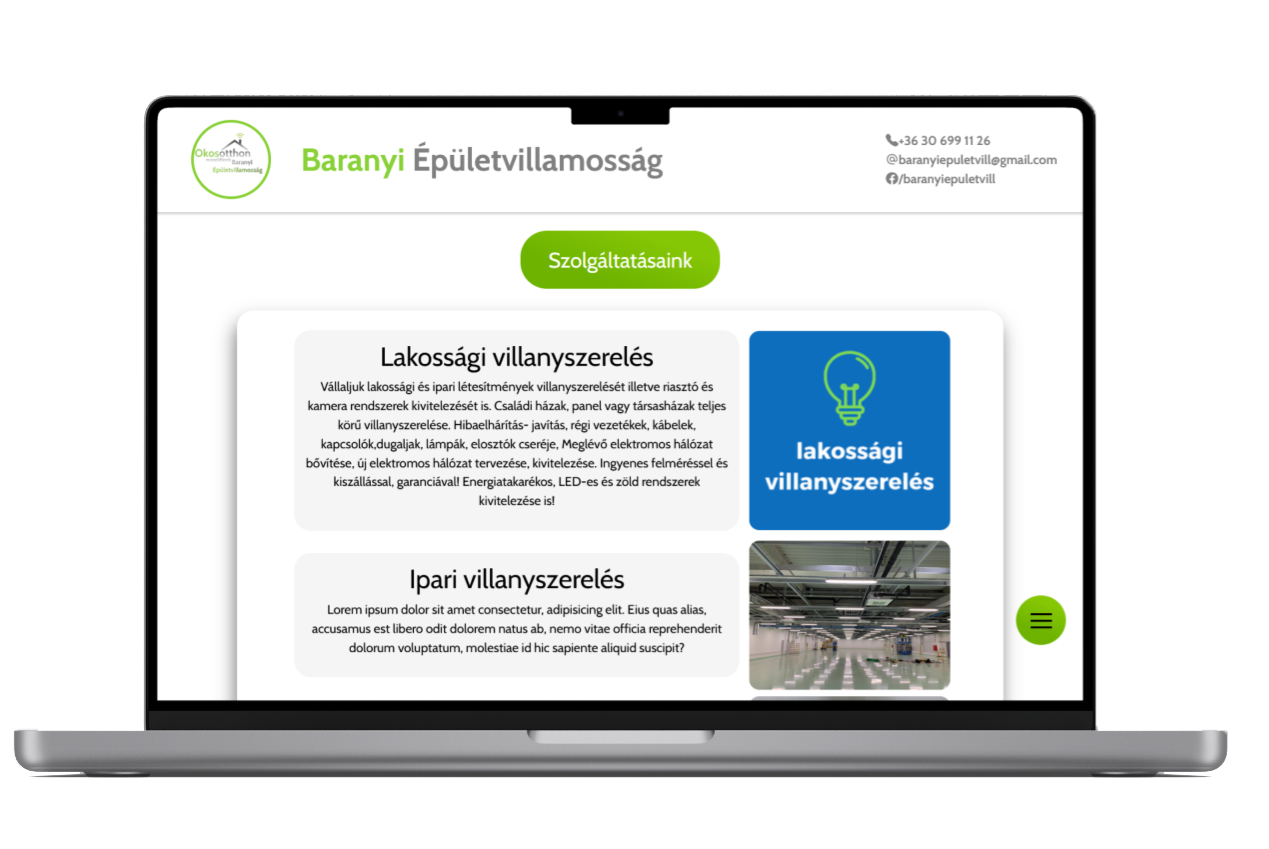 Okosotthon
Baranyi
Épületvillamosság
Baranyi Épületvillamosság
+36 30 699 11 26
@baranyiepuletvill@gmail.com
/baranyiepuletvill
Szolgáltatásaink
Lakossági villanyszerelés
Vállaljuk lakossági és ipari létesítmények villanyszerelését illetve riasztó és
kamera rendszerek kivitelezését is. Családi házak, panel vagy társasházak teljes
körű villanyszerelése. Hibaelhárítás- javítás, régi vezetékek, kábelek,
kapcsolók,dugaljak, lámpák, elosztók cseréje, Meglévő elektromos hálózat
bővítése, új elektromos hálózat tervezése, kivitelezése. Ingyenes felméréssel és
kiszállással, garanciával! Energiatakarékos, LED-es és zöld rendszerek
kivitelezése is!
lakossági
villanyszerelés
Ipari villanyszerelés
Lorem ipsum dolor sit amet consectetur, adipisicing elit. Eius quas alias,
accusamus est libero odit dolorem natus ab, nemo vitae officia reprehenderit
dolorum voluptatum, molestiae id hic sapiente aliquid suscipit?